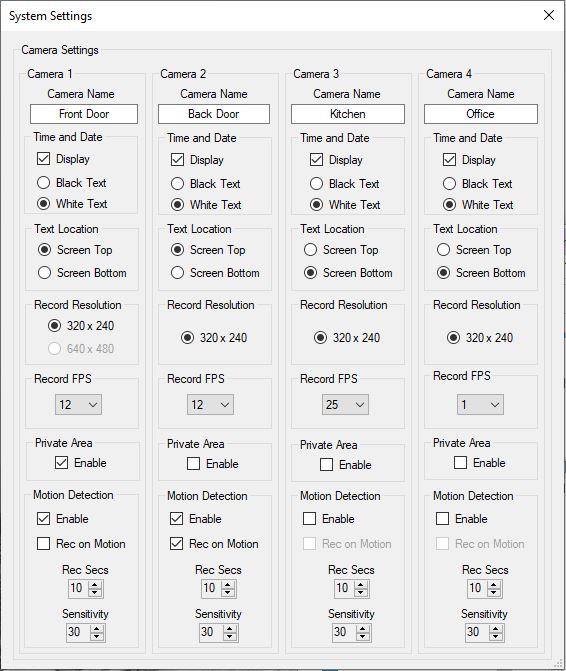 System Settings
Camera Settings
Camera 1
Camera Name
Front Door
Time and Date
Display
Black Text
White Text
Text Location
Screen Top
Screen Bottom
Record Resolution
320 x 240
640 x 480
Record FPS
12
Private Area
Enable
Motion Detection
Enable
Rec on Motion
Rec Secs
10
Sensitivity
30
Camera 2
Camera Name
Back Door
Time and Date
Display
Black Text
White Text
Text Location
Screen Top
Screen Bottom
Record Resolution
320 x 240
Record FPS
12
Private Area
Enable
Motion Detection
Enable
Rec on Motion
Rec Secs
10
Sensitivity
30
Camera 3
Camera Name
Kitchen
Time and Date
Display
Black Text
White Text
Text Location
Screen Top
Screen Bottom
Record Resolution
320 x 240
Record FPS
25
Private Area
Enable
Motion Detection
Enable
Rec on Motion
Rec Secs
10
Sensitivity
30
Camera 4
Camera Name
Office
Time and Date
Display
Black Text
White Text
Text Location
Screen Top
Screen Bottom
Record Resolution
320 x 240
Record FPS
1
Private Area
Enable
Motion Detection
Enable
Rec on Motion
Rec Secs
10
Sensitivity
30